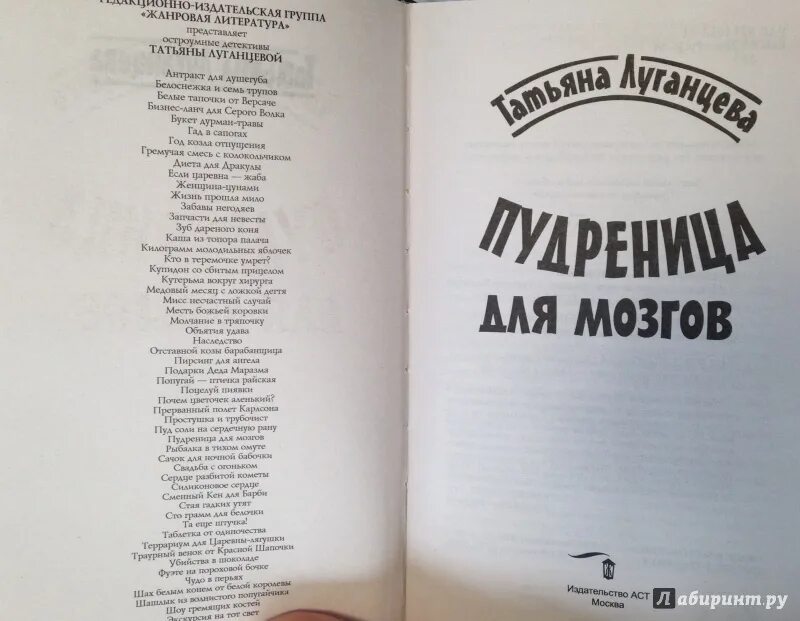 РЕДАКЦИОННО-ИЗДАТЕЛЬСКАЯ ГРУППА
«ЖАНРОВАЯ ЛИТЕРАТУРА»
представляет
остроумные детективы
ТАТЬЯНЫ ЛУГАНЦЕВОЙ
Антракт для душегуба
Белоснежка и семь трупов
Белые тапочки от Версаче
Бизнес-ланч для Серого Волка
Букет дурман-травы
Гад в сапогах
Год козла отпущения
Гремучая смесь с колокольчиком
Диета для Дракулы
Если царевна — жаба
Женщина-цунами
Жизнь прошла мило
Забавы негодяев
Запчасти для невесты
Зуб дареного коня
Каша из топора палача
Килограмм молодильных яблочек
Кто в теремочке умрет?
Купидон со сбитым прицелом
Кутерьма вокруг хирурга
Медовый месяц с ложкой дегтя
Мисс несчастный случай
Месть божьей коровки
Молчание в тряпочку
Объятия удава
Наследство
Отставной козы барабанщица
Пирсинг для ангела
Подарки Деда Маразма
Попугай — птичка райская
Поцелуй пиявки
Почем цветочек аленький?
Прерванный полет Карлсона
Простушка и трубочист
Пуд соли на сердечную рану
Пудреница для мозгов
Рыбалка в тихом омуте
Сачок для ночной бабочки
Свадьба с огоньком
Сердце разбитой кометы
Силиконовое сердце
Сменный Кен для Барби
Стая гадких утят
Сто грамм для белочки
Та еще штучка!
Таблетка от одиночества
Террариум для Царевны-лягушки
Траурный венок от Красной Шапочки
Убийства в шоколаде
Фуэте на пороховой бочке
Чудо в перьях
Шах белым конем от белой королевы
Шашлык из волнистого попугайчика
Шоу гремящих костей
Экскурсия на тот свет
Татьяна Луганцева
ПУДРЕНИЦА
ДЛЯ МОЗГОВ
Издательство АСТ
Москва
Лабиринт.ру